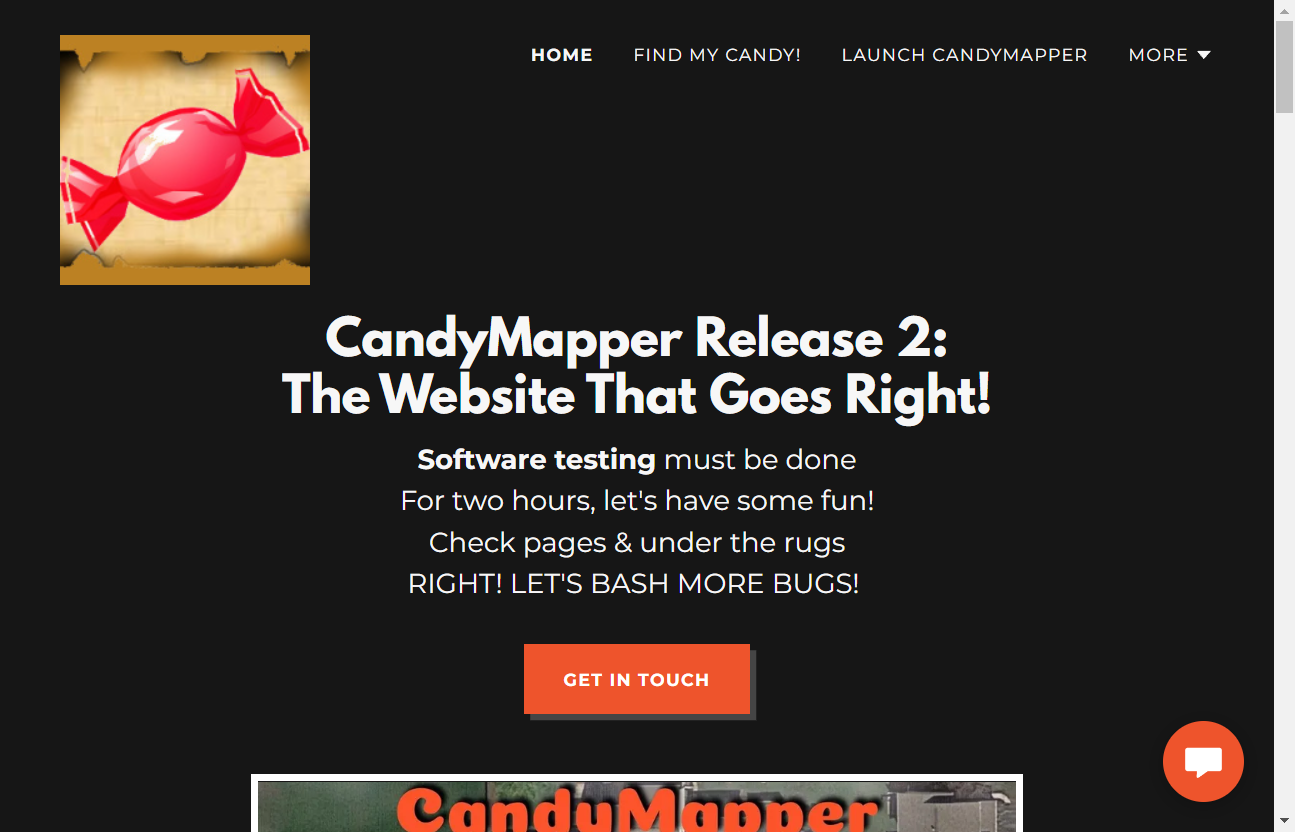 HOME FIND MY CANDY! LAUNCH CANDYMAPPER MORE
CandyMapper Release 2:
The Website That Goes Right!
Software testing must be done
For two hours, let's have some fun!
Check pages & under the rugs
RIGHT! LET'S BASH MORE BUGS!
GET IN TOUCH
CandyMapper